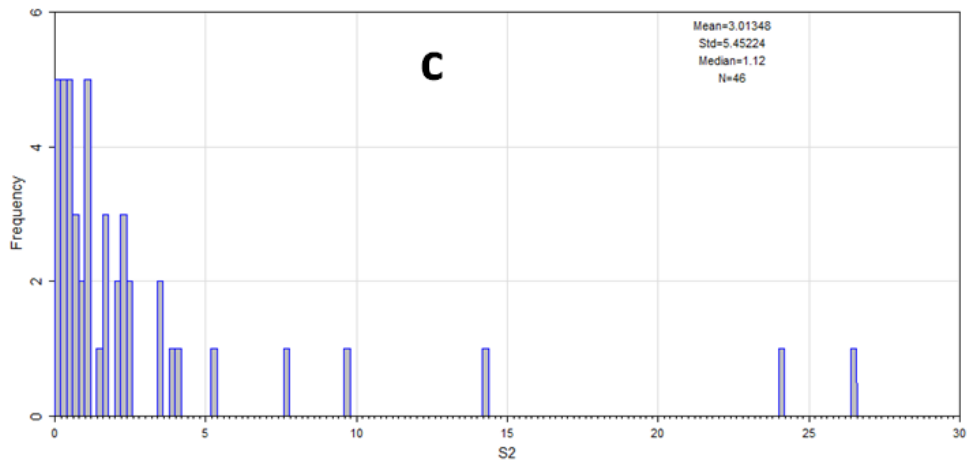 6
4
2
0
Frequency
C
Mean=3.01348
Std=5.45224
Median=1.12
N=46
0 5 10 15 20 25 30
S2